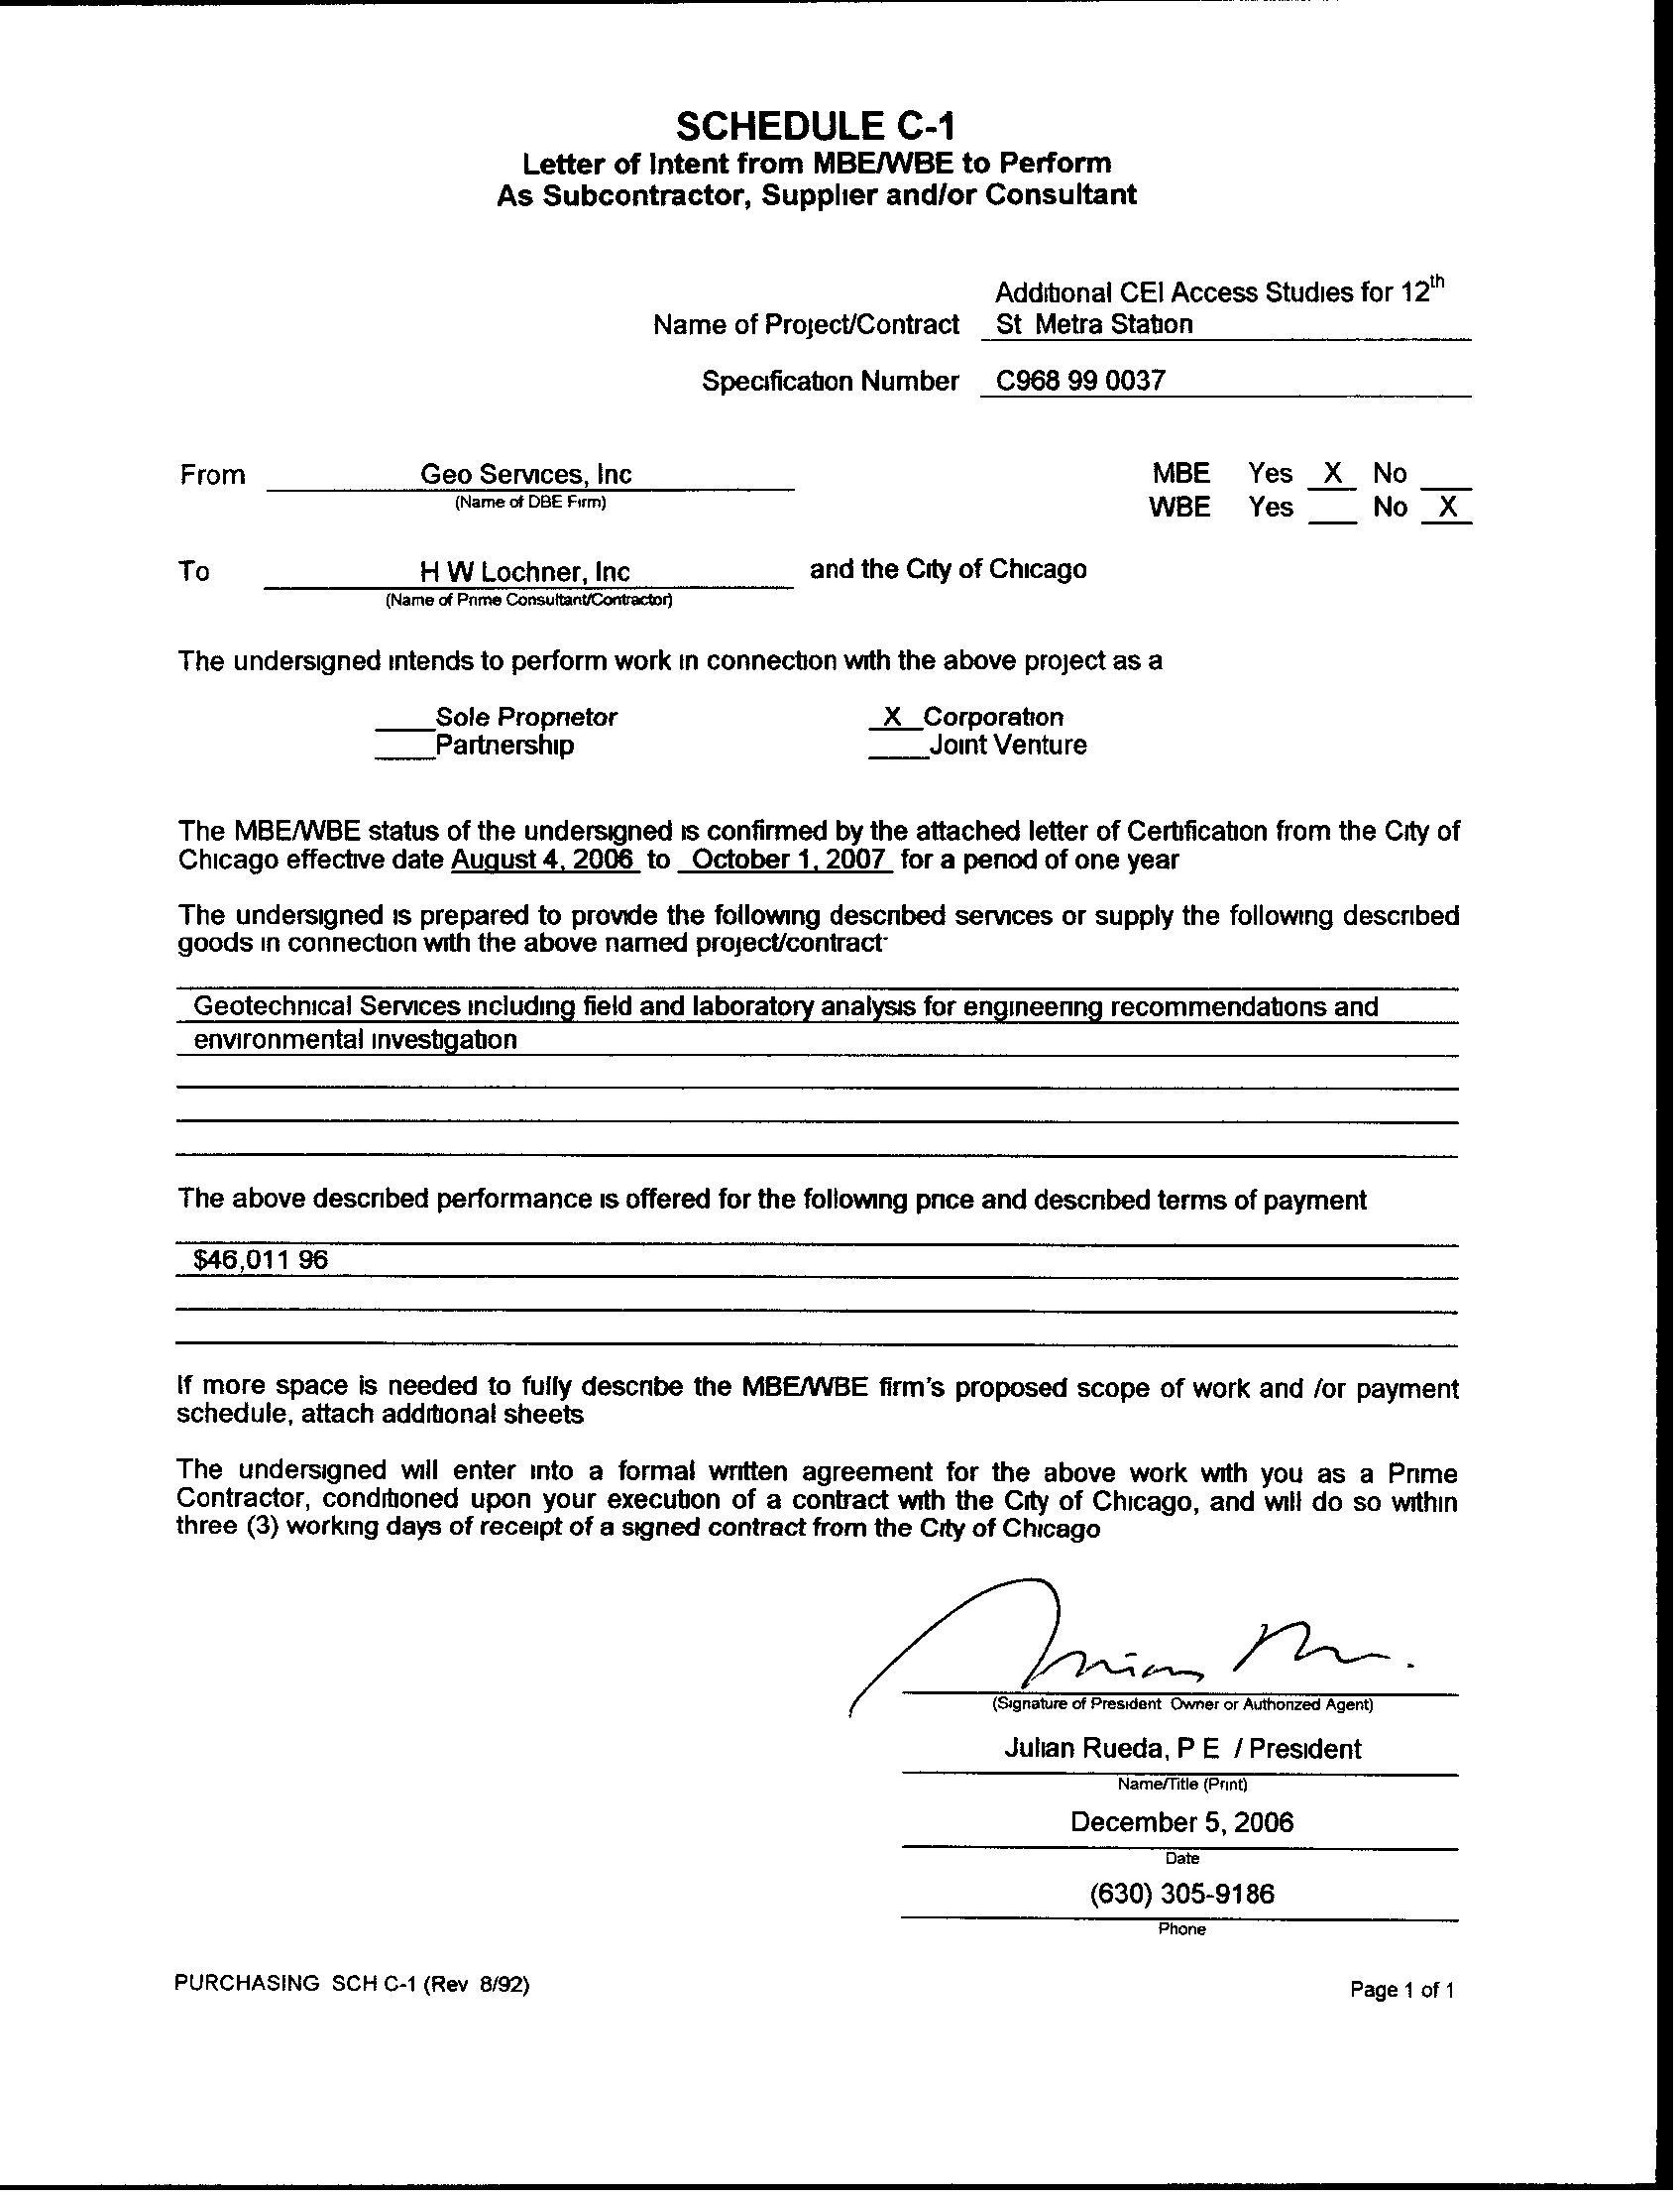 SCHEDULE C-1
Letter of Intent from MBE/WBE to Perform
As Subcontractor, Supplier and/or Consultant
Additional CEI Access Studies for 12th
Name of Project/Contract St Metra Station
Specification Number C968 99 0037
From Geo Services, Inc MBE Yes X No
(Name of DBE Firm) WBE Yes No X
To H W Lochner, Inc and the City of Chicago
(Name of Prime Consultant/Contractor)
The undersigned intends to perform work in connection with the above project as a
Sole Proprietor X Corporation
Partnership Joint Venture
The MBE/WBE status of the undersigned is confirmed by the attached letter of Certification from the City of
Chicago effective date August 4, 2006 to October 1, 2007 for a period of one year
The undersigned is prepared to provide the following described services or supply the following described
goods in connection with the above named project/contract
Geotechnical Services including field and laboratory analysis for engineering recommendations and
environmental investigation
The above described performance is offered for the following price and described terms of payment
$46,011 96
If more space is needed to fully describe the MBE/WBE firm's proposed scope of work and /or payment
schedule, attach additional sheets
The undersigned will enter into a formal written agreement for the above work with you as a Prime
Contractor, conditioned upon your execution of a contract with the City of Chicago, and will do so within
three (3) working days of receipt of a signed contract from the City of Chicago
(Signature of President Owner or Authorized Agent)
Julian Rueda, P E / President
Name/Title (Print)
December 5, 2006
Date
(630) 305-9186
Phone
PURCHASING SCH C-1 (Rev 8/92) Page 1 of 1